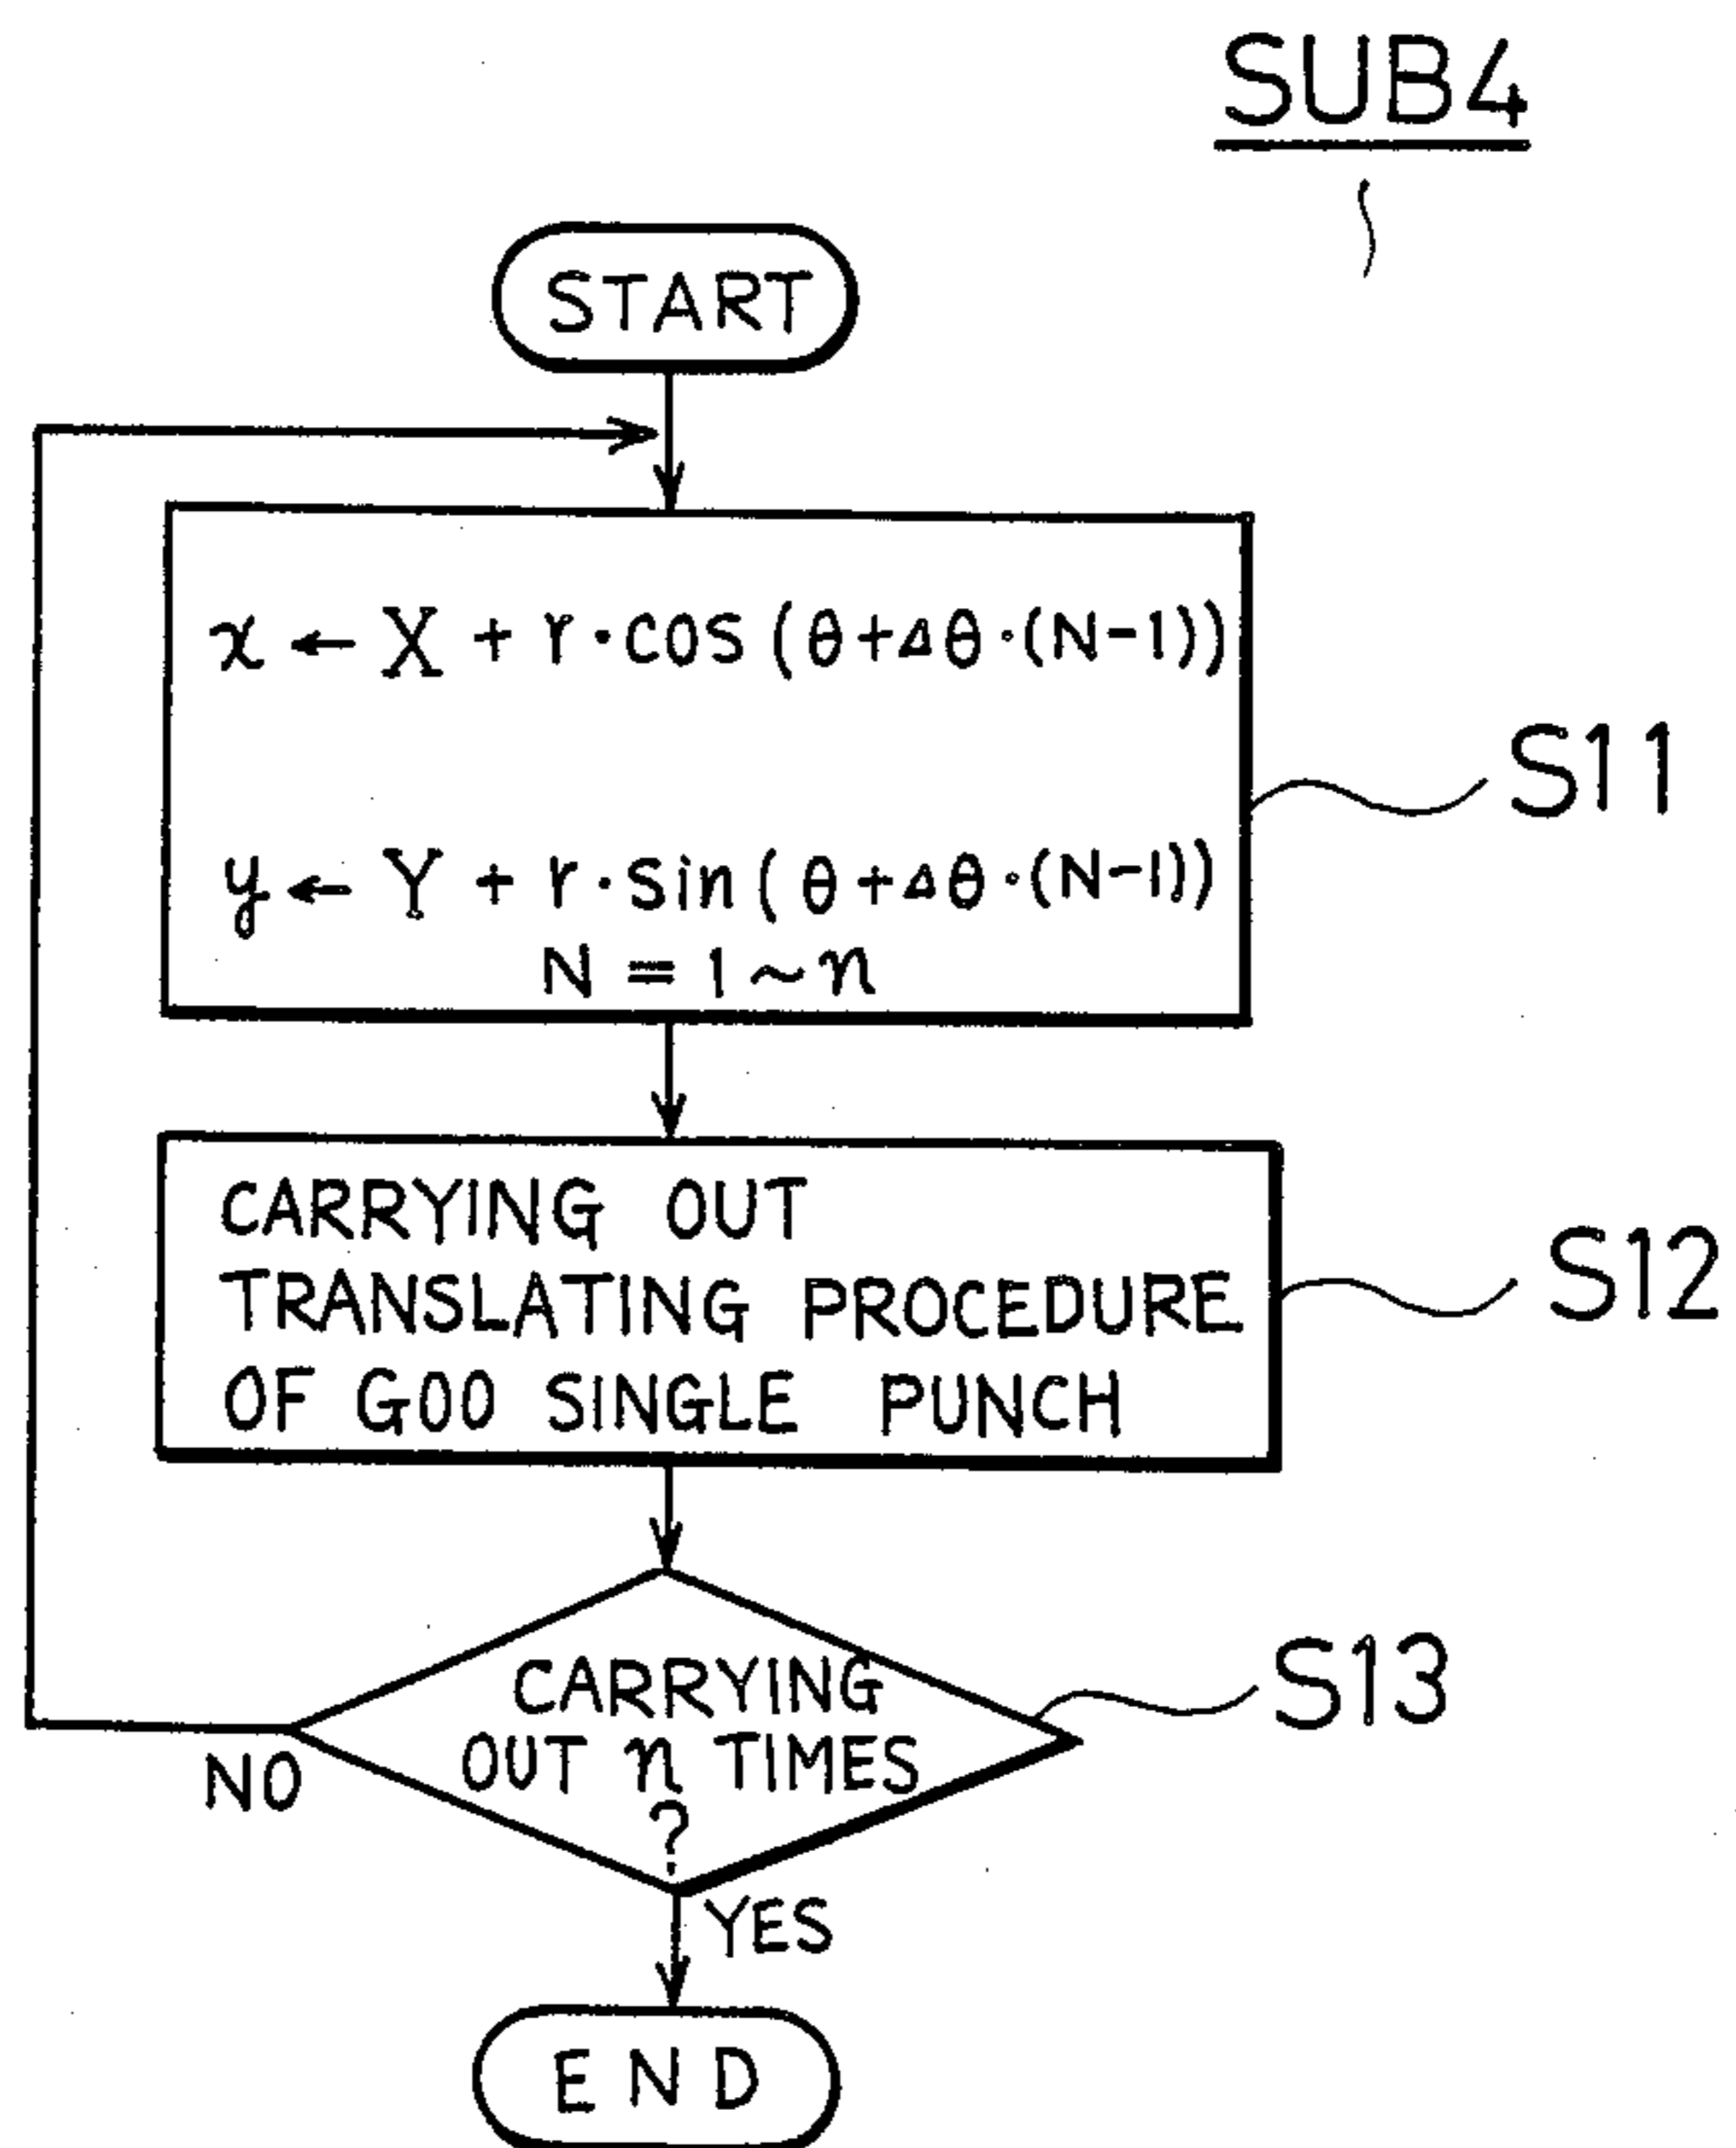 SUB4
START
x ← X + r·cos (θ+Δθ·(N-1))
S11
y ← Y + r·sin (θ+Δθ·(N-1))
N = 1 ~ n
CARRYING OUT
TRANSLATING PROCEDURE
S12
OF G00 SINGLE PUNCH
CARRYING
S13
OUT n TIMES
?
NO
YES
END